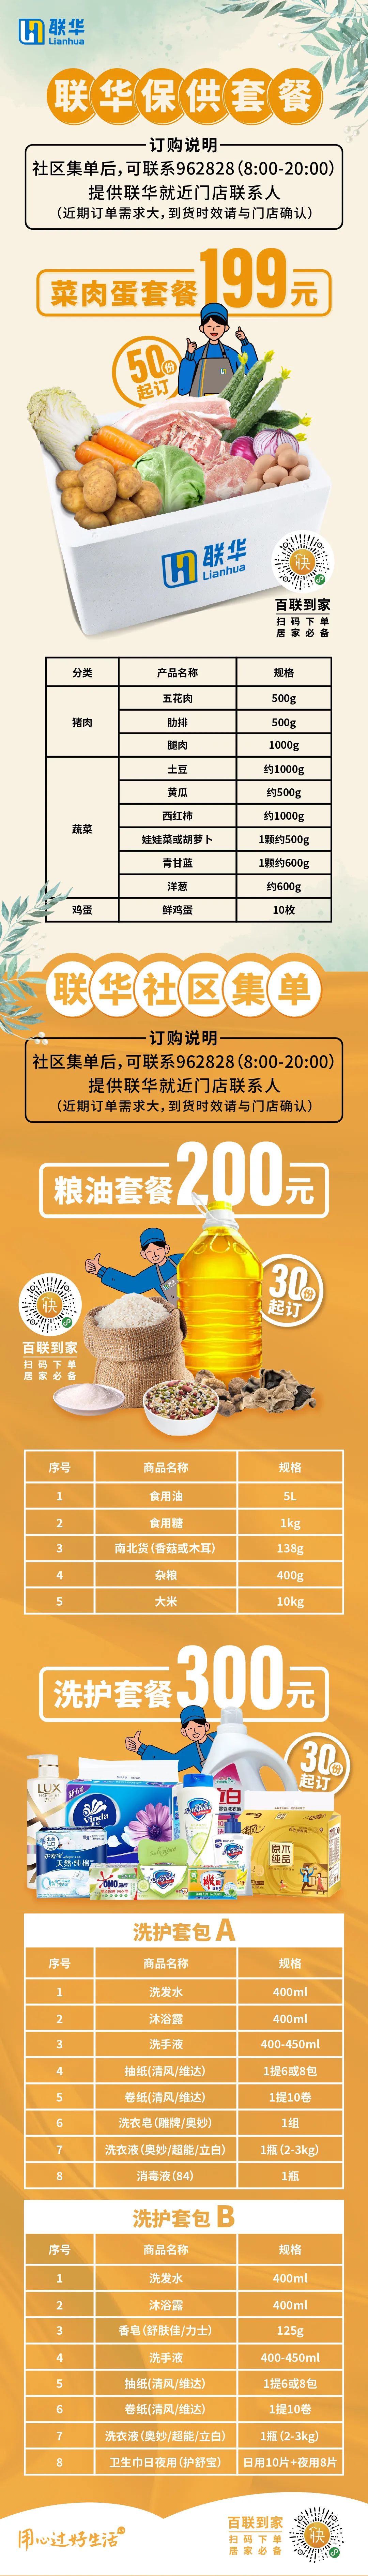 联华
Lianhua
联华保供套餐
订购说明
社区集单后，可联系962828（8:00-20:00）
提供联华就近门店联系人
（近期订单需求大，到货时效请与门店确认）
菜肉蛋套餐199元
50份
起订
联华
Lianhua
快
百联到家
扫码下单
居家必备
分类 产品名称 规格
猪肉 五花肉 500g
肋排 500g
腿肉 1000g
蔬菜 土豆 约1000g
黄瓜 约500g
西红柿 约1000g
娃娃菜或胡萝卜 1颗约500g
青甘蓝 1颗约600g
洋葱 约600g
鸡蛋 鲜鸡蛋 10枚
联华社区集单
订购说明
社区集单后，可联系962828（8:00-20:00）
提供联华就近门店联系人
（近期订单需求大，到货时效请与门店确认）
粮油套餐200元
30份
起订
快
百联到家
扫码下单
居家必备
序号 商品名称 规格
1 食用油 5L
2 食用糖 1kg
3 南北货（香菇或木耳） 138g
4 杂粮 400g
5 大米 10kg
洗护套餐300元
30份
起订
LUX
Vinda
护舒宝
天然·纯棉
OMO
立白
原木
纯品
洗护套包A
序号 商品名称 规格
1 洗发水 400ml
2 沐浴露 400ml
3 洗手液 400-450ml
4 抽纸(清风/维达) 1提6或8包
5 卷纸(清风/维达) 1提10卷
6 洗衣皂（雕牌/奥妙） 1组
7 洗衣液（奥妙/超能/立白） 1瓶（2-3kg）
8 消毒液（84） 1瓶
洗护套包B
序号 商品名称 规格
1 洗发水 400ml
2 沐浴露 400ml
3 香皂（舒肤佳/力士） 125g
4 洗手液 400-450ml
5 抽纸(清风/维达) 1提6或8包
6 卷纸(清风/维达) 1提10卷
7 洗衣液（奥妙/超能/立白） 1瓶（2-3kg）
8 卫生巾日夜用（护舒宝） 日用10片+夜用8片
用心过好生活
百联到家
扫码下单
居家必备
快